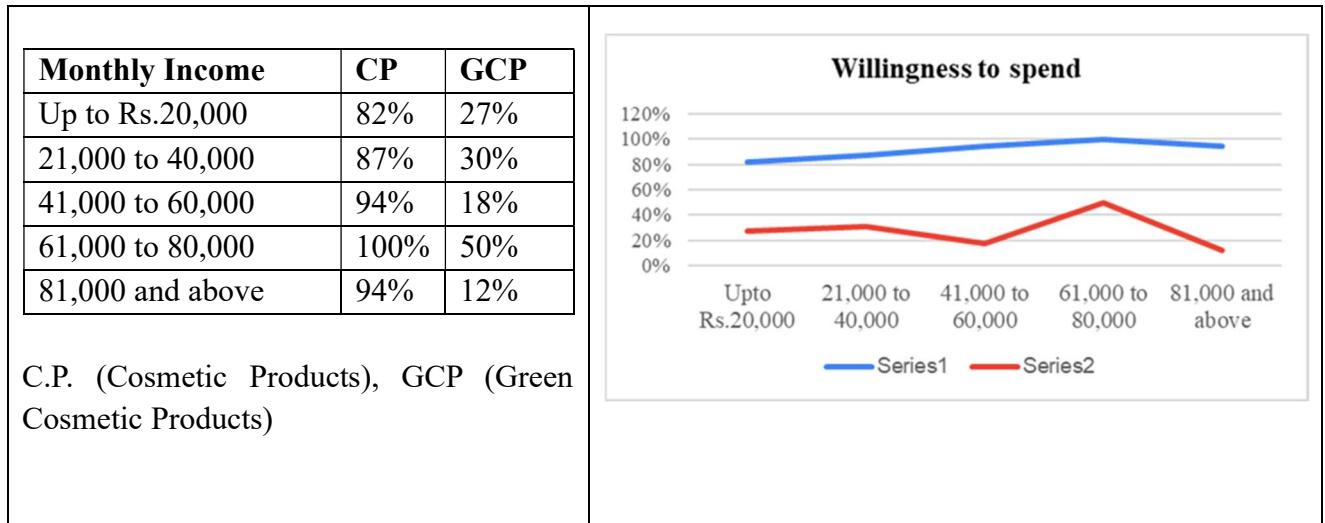 Monthly Income CP GCP
Up to Rs.20,000 82% 27%
21,000 to 40,000 87% 30%
41,000 to 60,000 94% 18%
61,000 to 80,000 100% 50%
81,000 and above 94% 12%
C.P. (Cosmetic Products), GCP (Green
Cosmetic Products)
Willingness to spend
120%
100%
80%
60%
40%
20%
0%
Upto 21,000 to 41,000 to 61,000 to 81,000 and
Rs.20,000 40,000 60,000 80,000 above
Series1 Series2